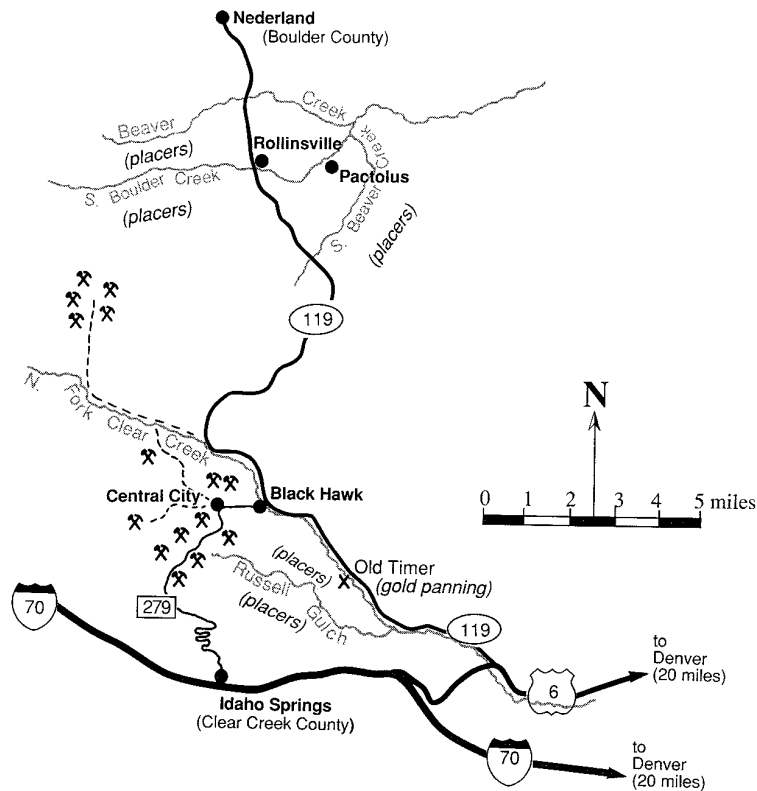 Nederland
(Boulder County)
Beaver
Creek
(placers)
Rollinsville
S. Boulder Creek
(placers)
Pactolus
S. Beaver Creek
(placers)
119
N. Fork Clear Creek
N
Central City
Black Hawk
0 1 2 3 4 5 miles
(placers)
Old Timer
(gold panning)
Russell Gulch
(placers)
70
279
119
to
Denver
(20 miles)
6
Idaho Springs
(Clear Creek County)
70
to
Denver
(20 miles)